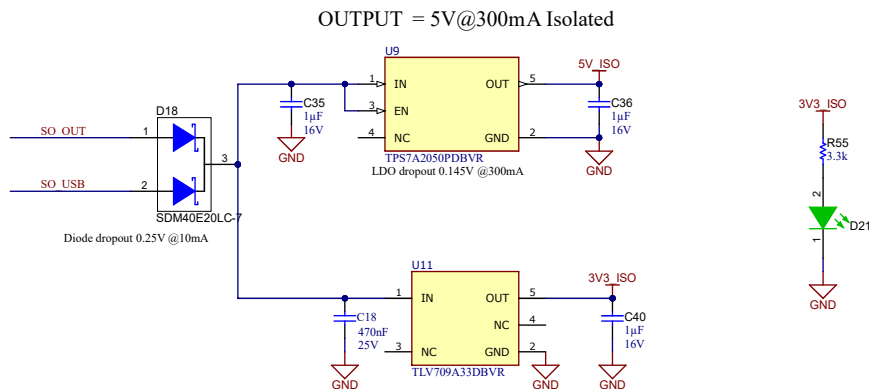 OUTPUT  = 5V@300mA Isolated
U9
1 IN OUT 5
5V_ISO
3 EN
4 NC GND 2
TPS7A2050PDBVR
LDO dropout 0.145V @300mA
C35
1µF
16V
GND
C36
1µF
16V
GND
D18
SO_OUT 1
3
SO_USB 2
SDM40E20LC-7
Diode dropout 0.25V @10mA
3V3_ISO
R55
3.3k
2
D21
1
GND
U11
1 IN OUT 5
3V3_ISO
NC 4
3 NC GND 2
TLV709A33DBVR
C18
470nF
25V
GND
GND
C40
1µF
16V
GND